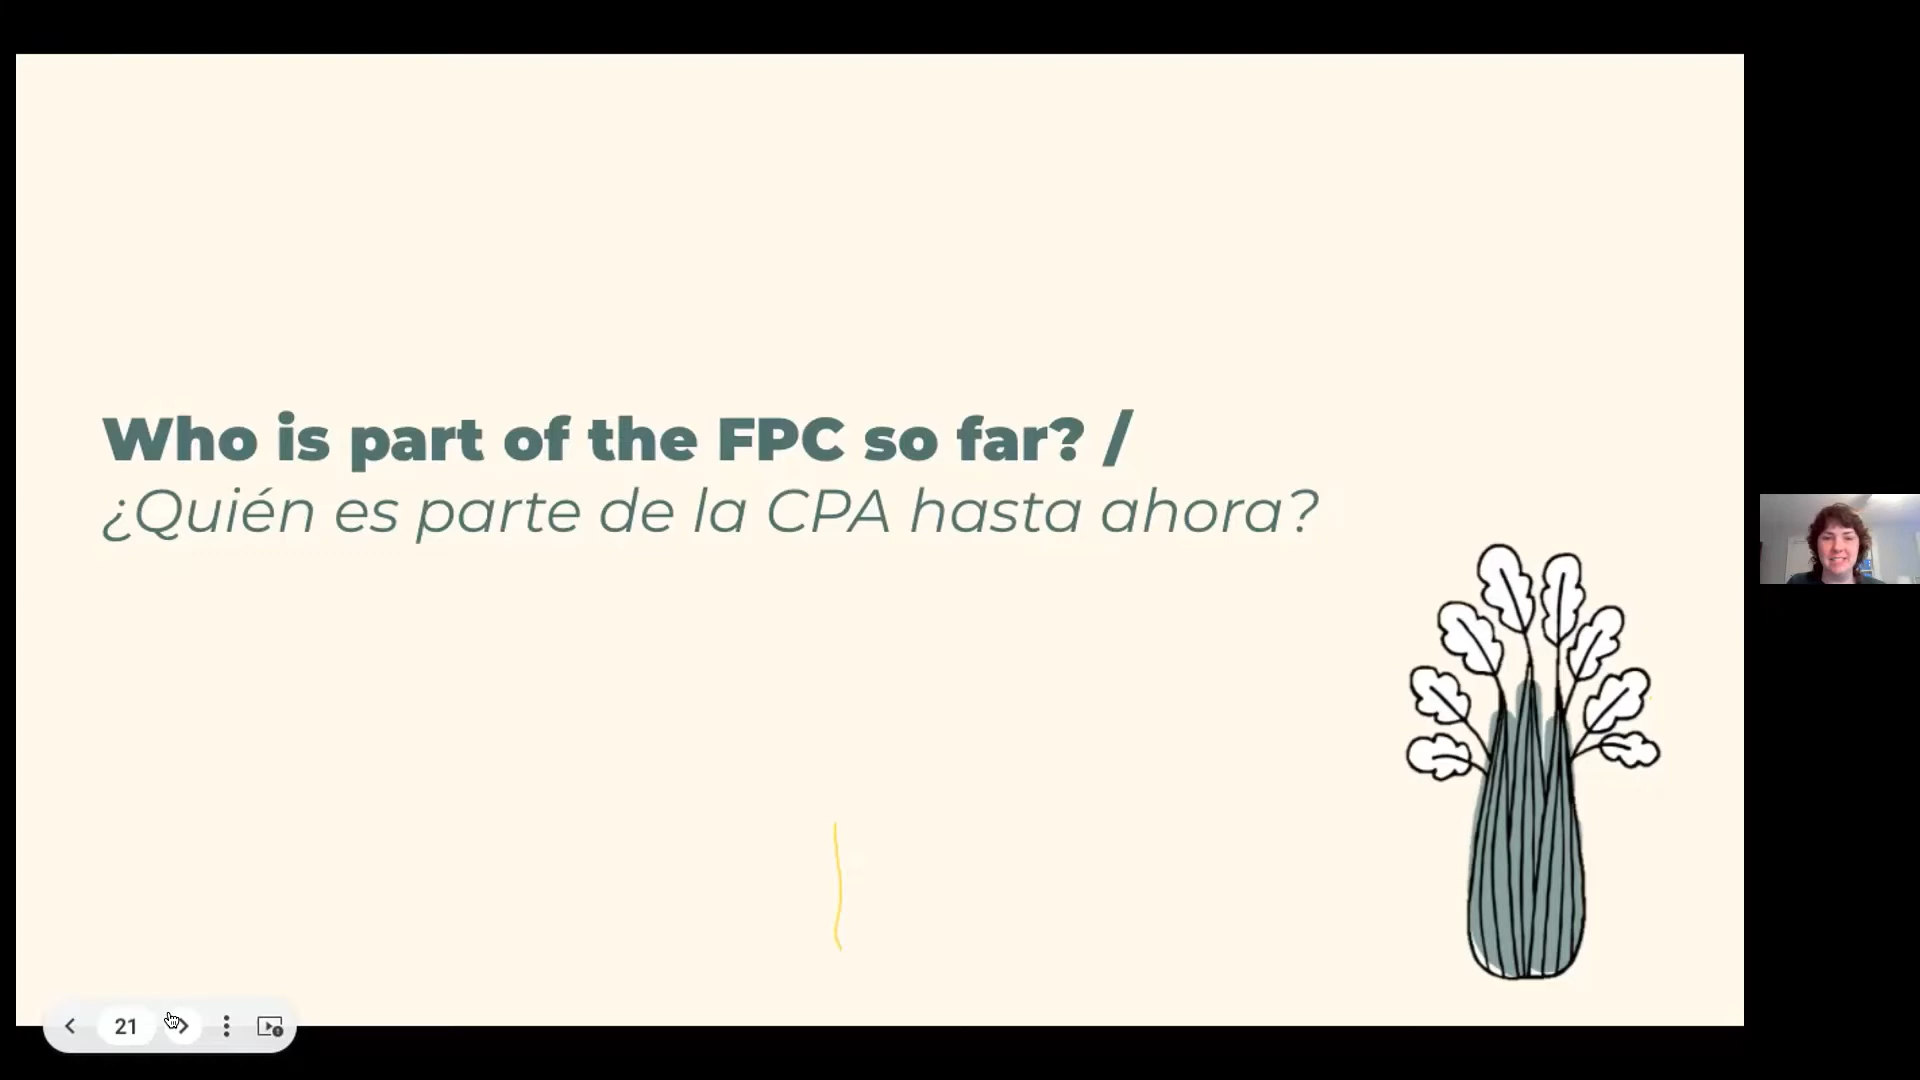 Who is part of the FPC so far? /
¿Quién es parte de la CPA hasta ahora?
21